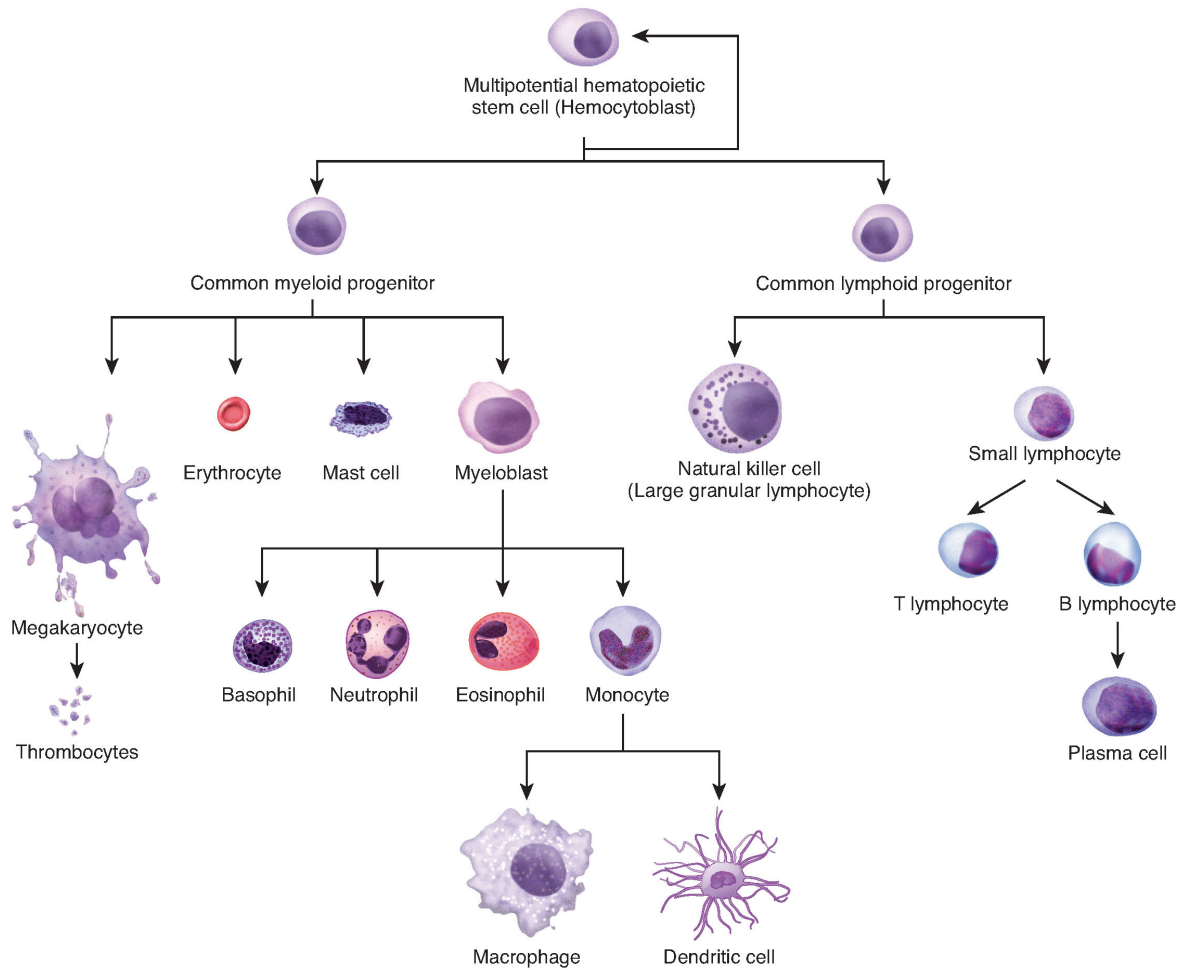 Multipotential hematopoietic
stem cell (Hemocytoblast)
Common myeloid progenitor
Common lymphoid progenitor
Erythrocyte
Mast cell
Myeloblast
Natural killer cell
(Large granular lymphocyte)
Small lymphocyte
T lymphocyte
B lymphocyte
Megakaryocyte
Basophil
Neutrophil
Eosinophil
Monocyte
Thrombocytes
Plasma cell
Macrophage
Dendritic cell